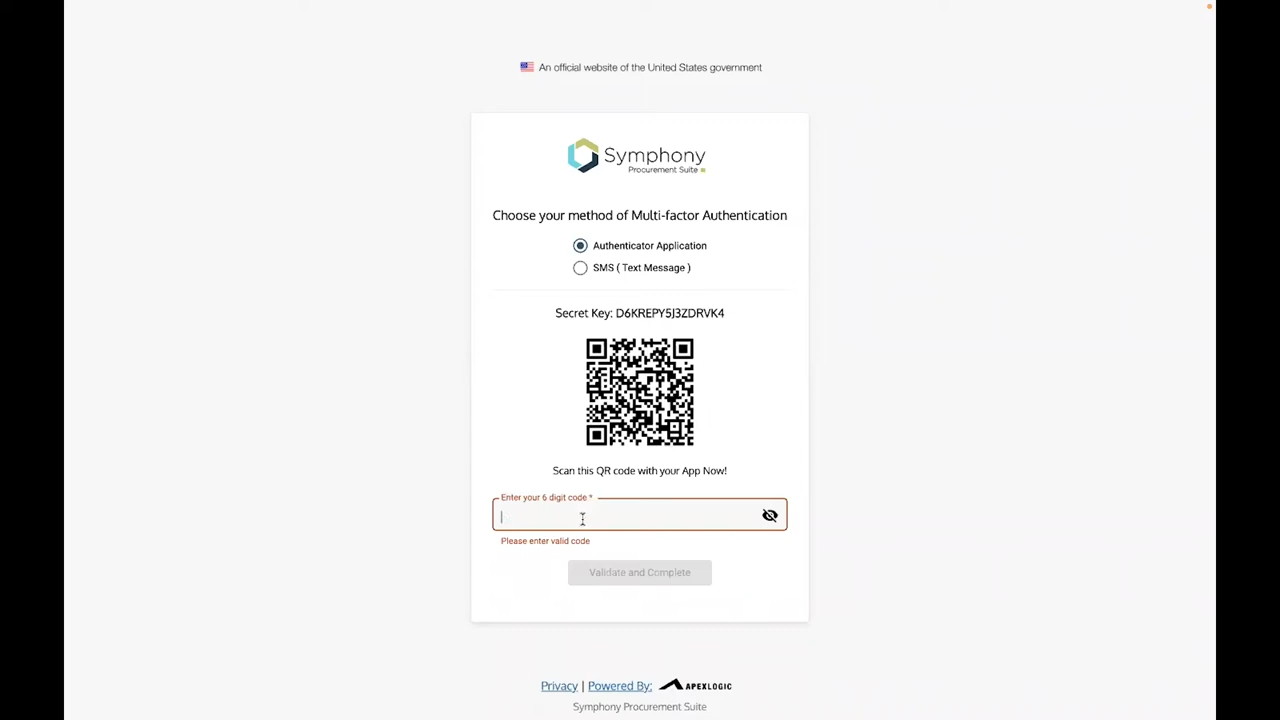 An official website of the United States government
Symphony
Procurement Suite
Choose your method of Multi-factor Authentication
Authenticator Application
SMS ( Text Message )
Secret Key: D6KREPY5J3ZDRVK4
Scan this QR code with your App Now!
Enter your 6 digit code *
Please enter valid code
Validate and Complete
Privacy | Powered By: APEXLOGIC
Symphony Procurement Suite